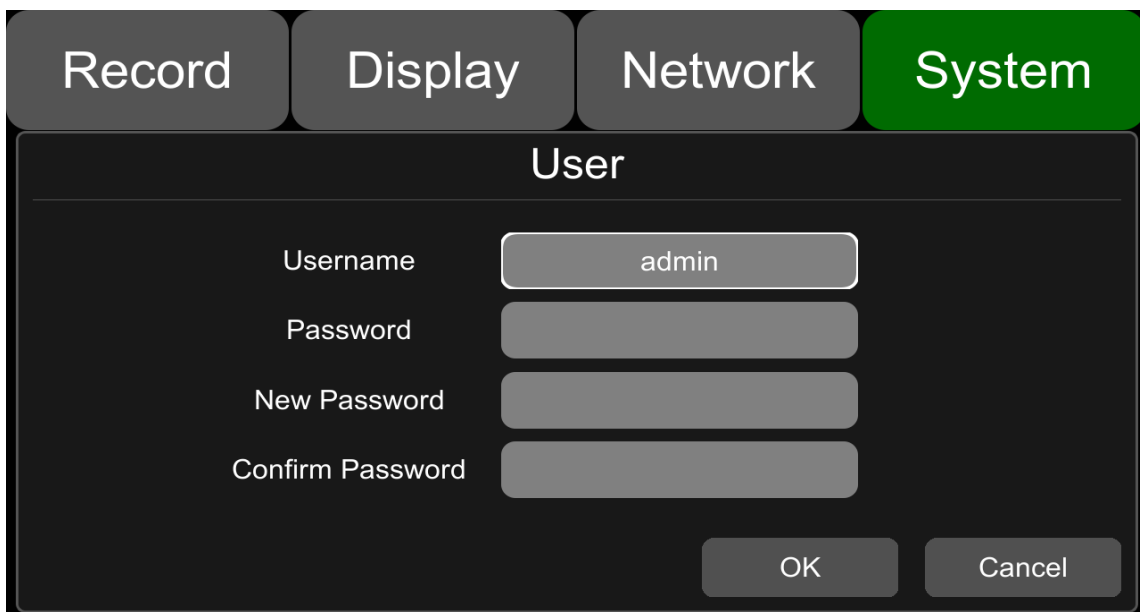 Record Display Network System
User
Username admin
Password
New Password
Confirm Password
OK Cancel